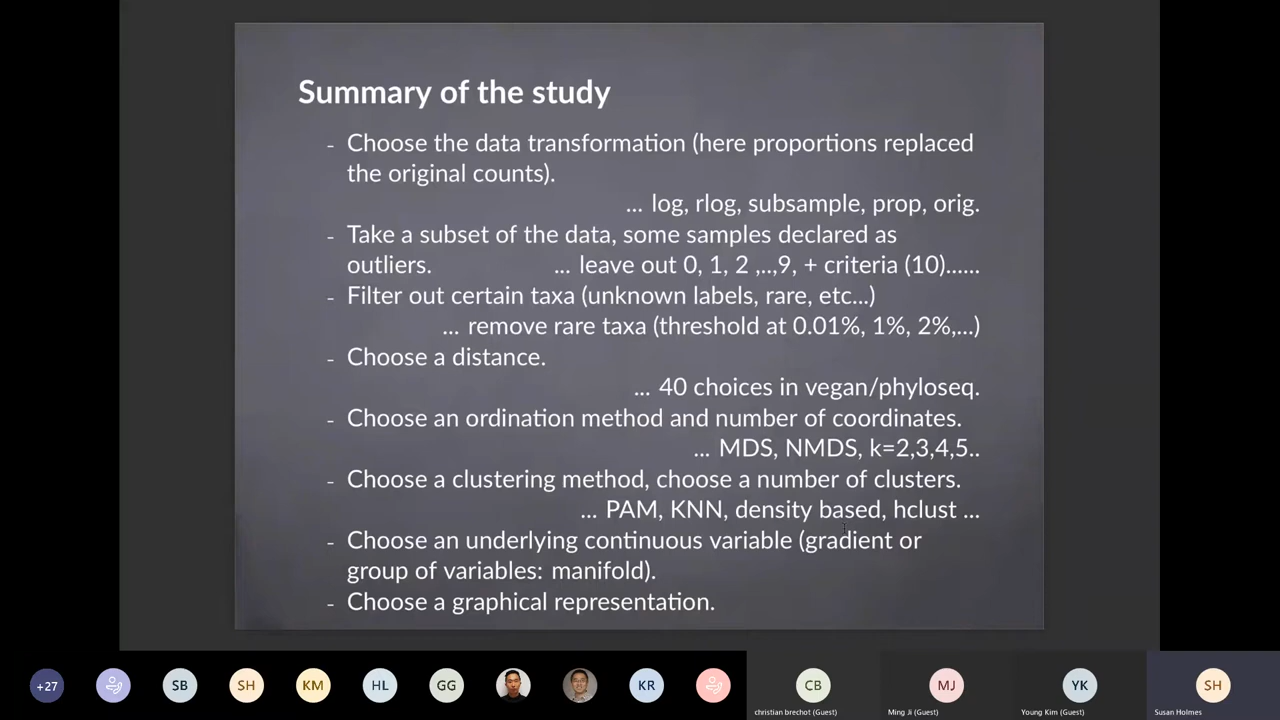 Summary of the study
- Choose the data transformation (here proportions replaced
the original counts).
... log, rlog, subsample, prop, orig.
- Take a subset of the data, some samples declared as
outliers. ... leave out 0, 1, 2 ,..,9, + criteria (10)......
- Filter out certain taxa (unknown labels, rare, etc...)
... remove rare taxa (threshold at 0.01%, 1%, 2%,...)
- Choose a distance.
... 40 choices in vegan/phyloseq.
- Choose an ordination method and number of coordinates.
... MDS, NMDS, k=2,3,4,5..
- Choose a clustering method, choose a number of clusters.
... PAM, KNN, density based, hclust ...
- Choose an underlying continuous variable (gradient or
group of variables: manifold).
- Choose a graphical representation.
+27 SB SH KM HL GG KR CB MJ YK SH
christian brechot (Guest) Ming Ji (Guest) Young Kim (Guest) Susan Holmes